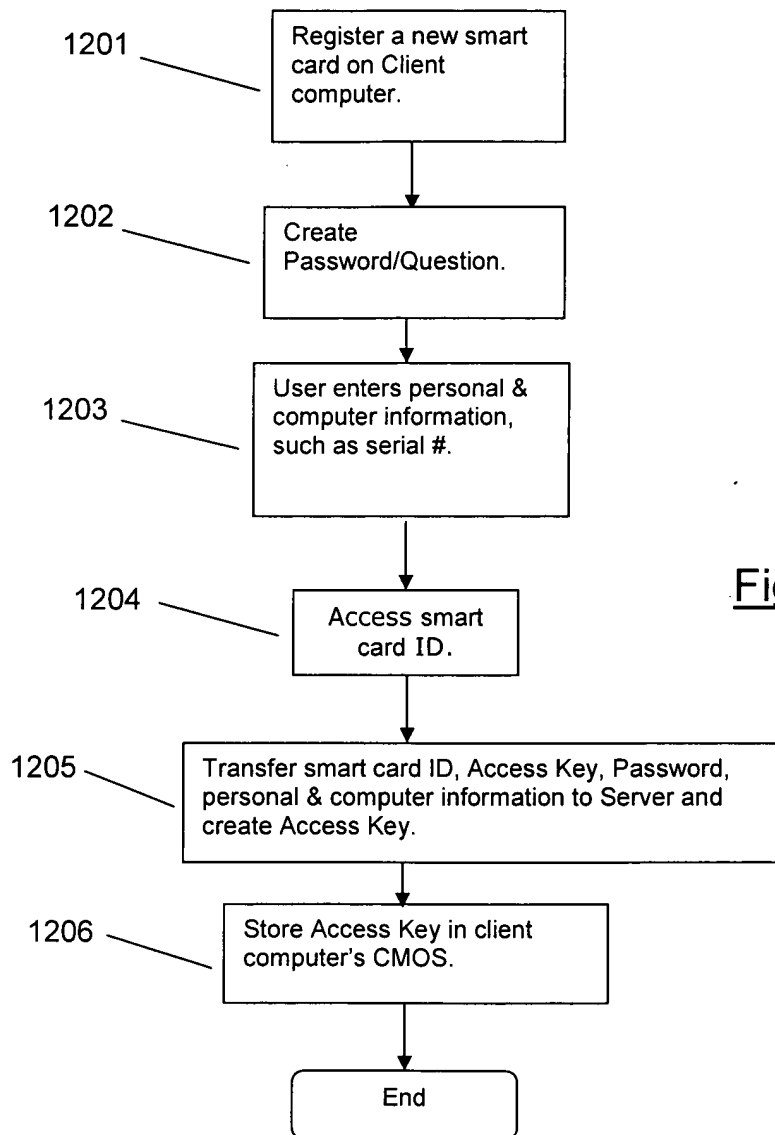 1201
Register a new smart
card on Client
computer.
1202
Create
Password/Question.
1203
User enters personal &
computer information,
such as serial #.
1204
Access smart
card ID.
1205
Transfer smart card ID, Access Key, Password,
personal & computer information to Server and
create Access Key.
1206
Store Access Key in client
computer's CMOS.
End